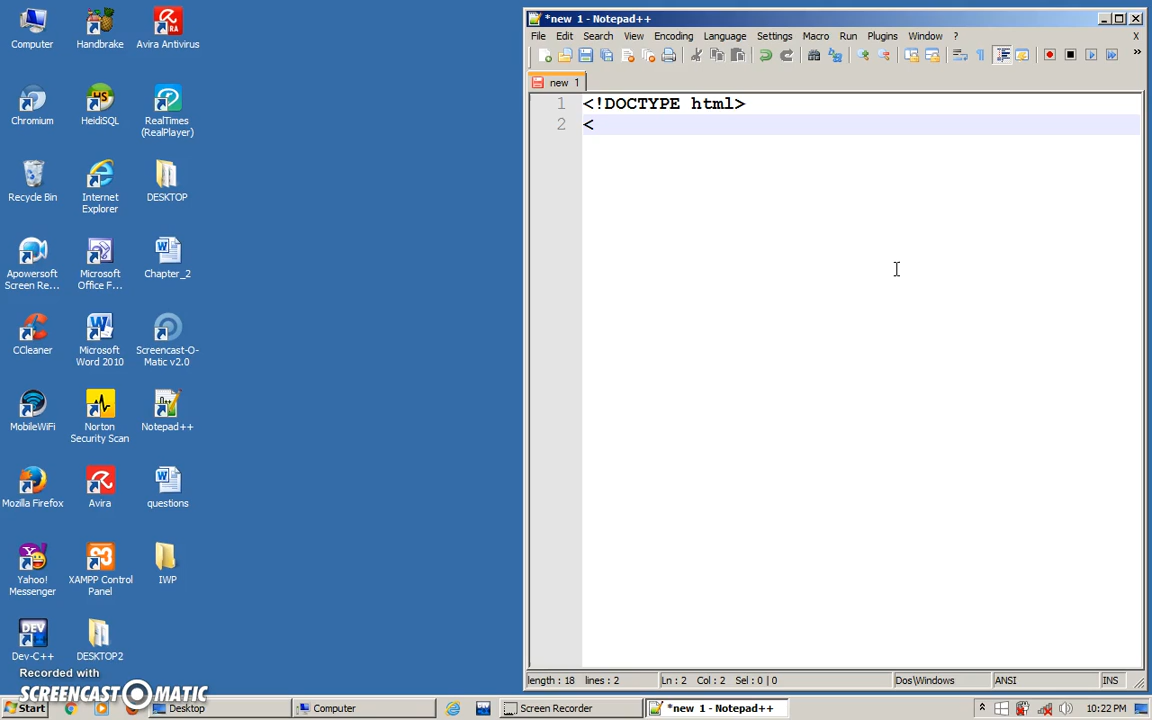 *new 1 - Notepad++
File Edit Search View Encoding Language Settings Macro Run Plugins Window ? X
new 1
1 <!DOCTYPE html>
2 <
length : 18 lines : 2 Ln : 2 Col : 2 Sel : 0 | 0 Dos\Windows ANSI INS
Computer
Handbrake
Avira Antivirus
Chromium
HeidiSQL
RealTimes
(RealPlayer)
Recycle Bin
Internet
Explorer
DESKTOP
Apowersoft
Screen Re...
Microsoft
Office F...
Chapter_2
CCleaner
Microsoft
Word 2010
Screencast-O-
Matic v2.0
MobileWiFi
Norton
Security Scan
Notepad++
Mozilla Firefox
Avira
questions
Yahoo!
Messenger
XAMPP Control
Panel
IWP
Dev-C++
DESKTOP2
Recorded with
SCREENCAST MATIC
Start Desktop Computer Screen Recorder *new 1 - Notepad++ 10:22 PM